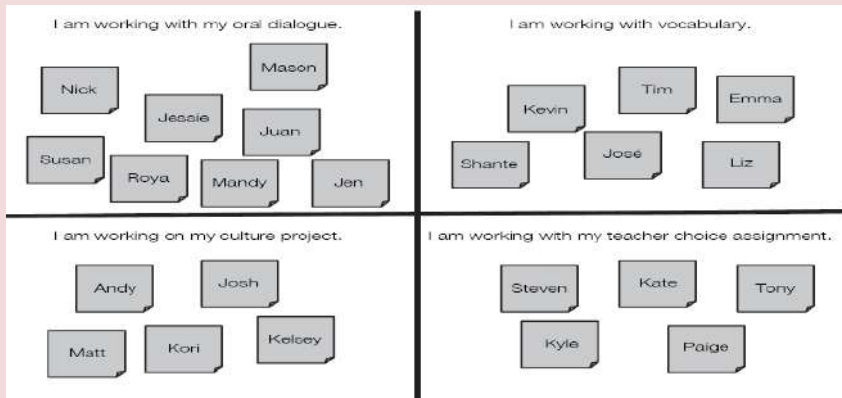 I am working with my oral dialogue.
Mason
Nick
Jessie
Juan
Susan
Roya
Mandy
Jen
I am working with vocabulary.
Tim
Emma
Kevin
José
Shante
Liz
I am working on my culture project.
Andy
Josh
Matt
Kori
Kelsey
I am working with my teacher choice assignment.
Steven
Kate
Tony
Kyle
Paige